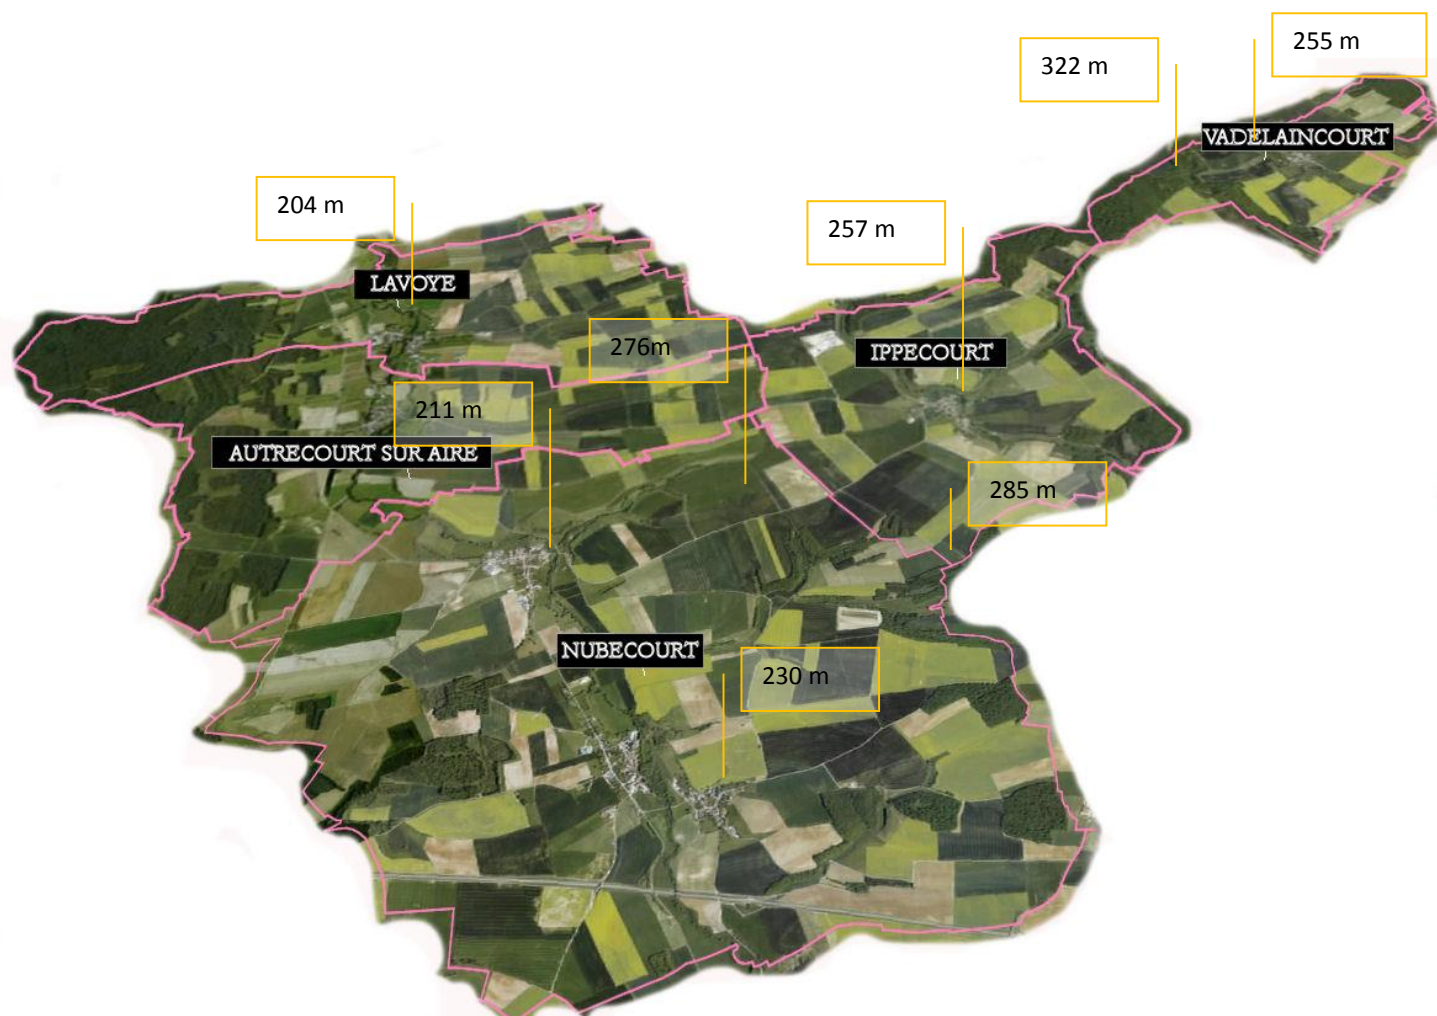 255 m
322 m
VADELAINCOURT
204 m
257 m
LAVOYE
276m
IPPECOURT
211 m
AUTRECOURT SUR AIRE
285 m
NUBECOURT
230 m